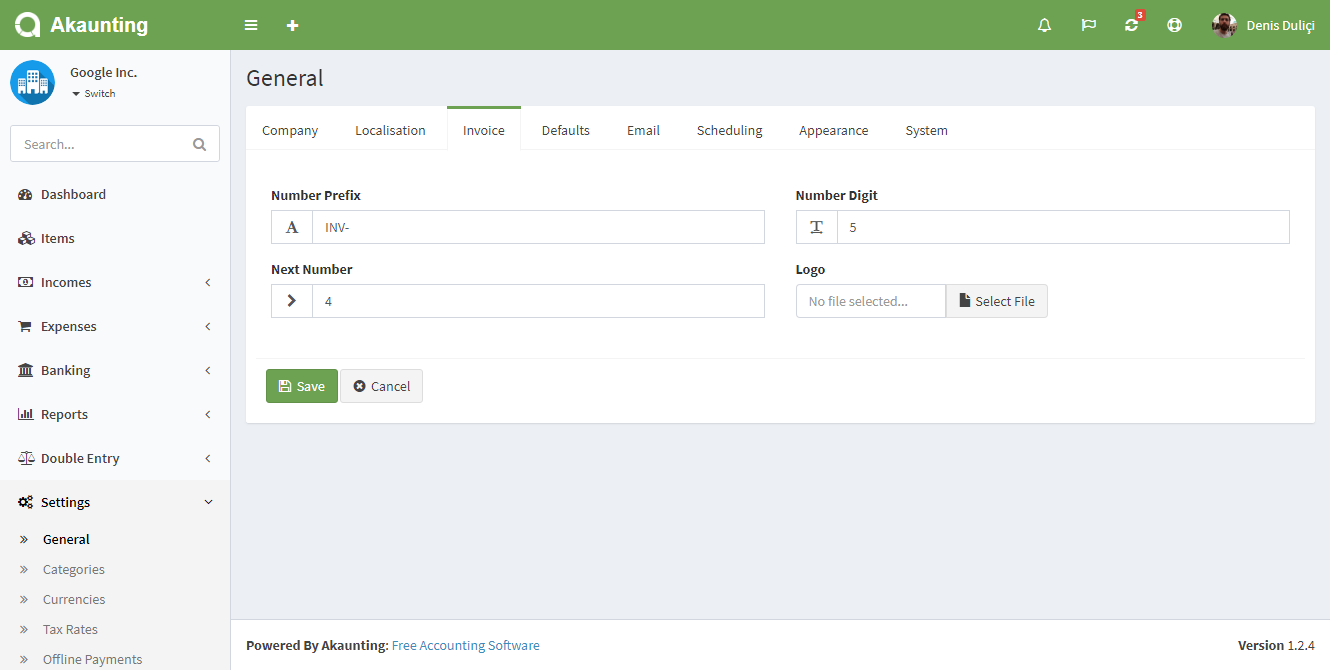 Akaunting
3
Denis Duliçi
Google Inc.
Switch
Search...
Dashboard
Items
Incomes
Expenses
Banking
Reports
Double Entry
Settings
General
Categories
Currencies
Tax Rates
Offline Payments
General
Company Localisation Invoice Defaults Email Scheduling Appearance System
Number Prefix
A INV-
Number Digit
5
Next Number
4
Logo
No file selected... Select File
Save Cancel
Powered By Akaunting: Free Accounting Software
Version 1.2.4